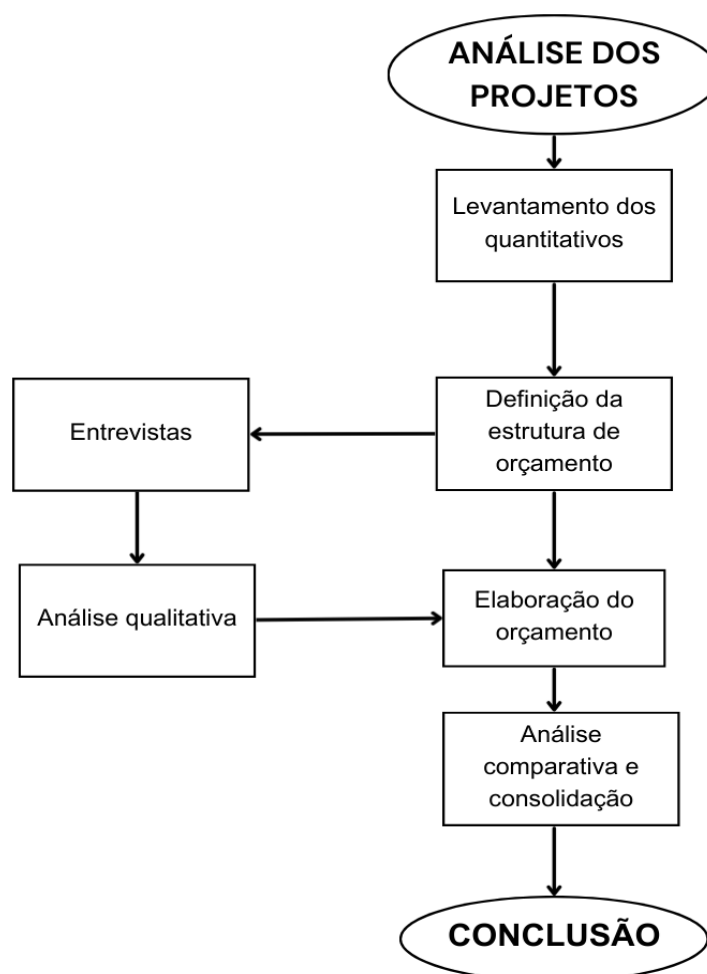 ANÁLISE DOS
PROJETOS
Levantamento dos
quantitativos
Definição da
estrutura de
orçamento
Entrevistas
Análise qualitativa
Elaboração do
orçamento
Análise
comparativa e
consolidação
CONCLUSÃO